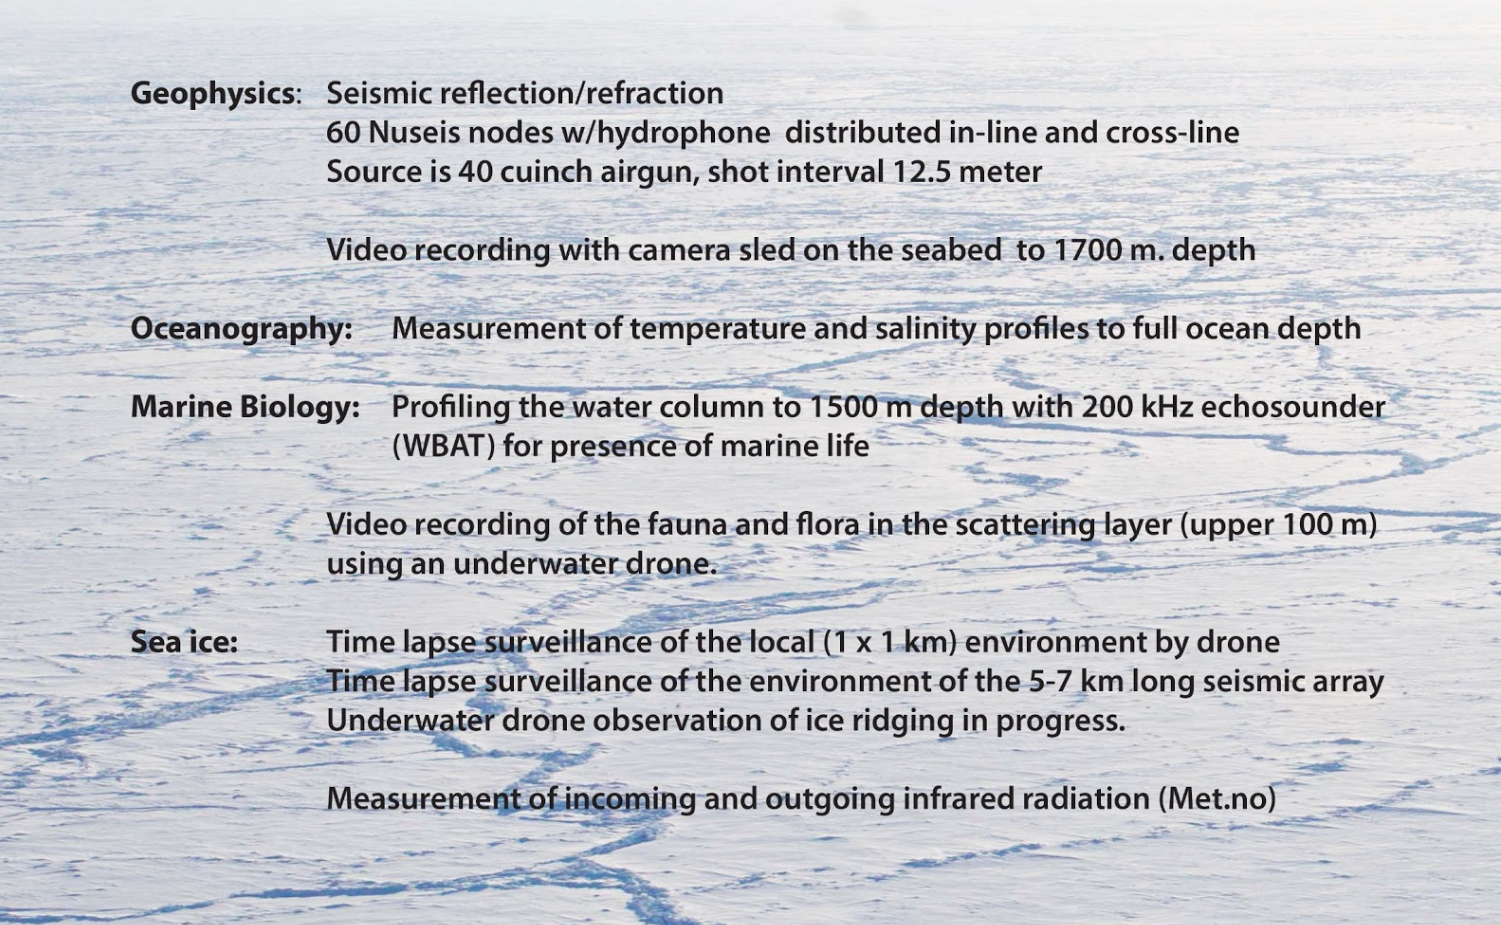 Geophysics: Seismic reflection/refraction
60 Nuseis nodes w/hydrophone distributed in-line and cross-line
Source is 40 cuinch airgun, shot interval 12.5 meter
Video recording with camera sled on the seabed to 1700 m. depth
Oceanography: Measurement of temperature and salinity profiles to full ocean depth
Marine Biology: Profiling the water column to 1500 m depth with 200 kHz echosounder
(WBAT) for presence of marine life
Video recording of the fauna and flora in the scattering layer (upper 100 m)
using an underwater drone.
Sea ice: Time lapse surveillance of the local (1 x 1 km) environment by drone
Time lapse surveillance of the environment of the 5-7 km long seismic array
Underwater drone observation of ice ridging in progress.
Measurement of incoming and outgoing infrared radiation (Met.no)